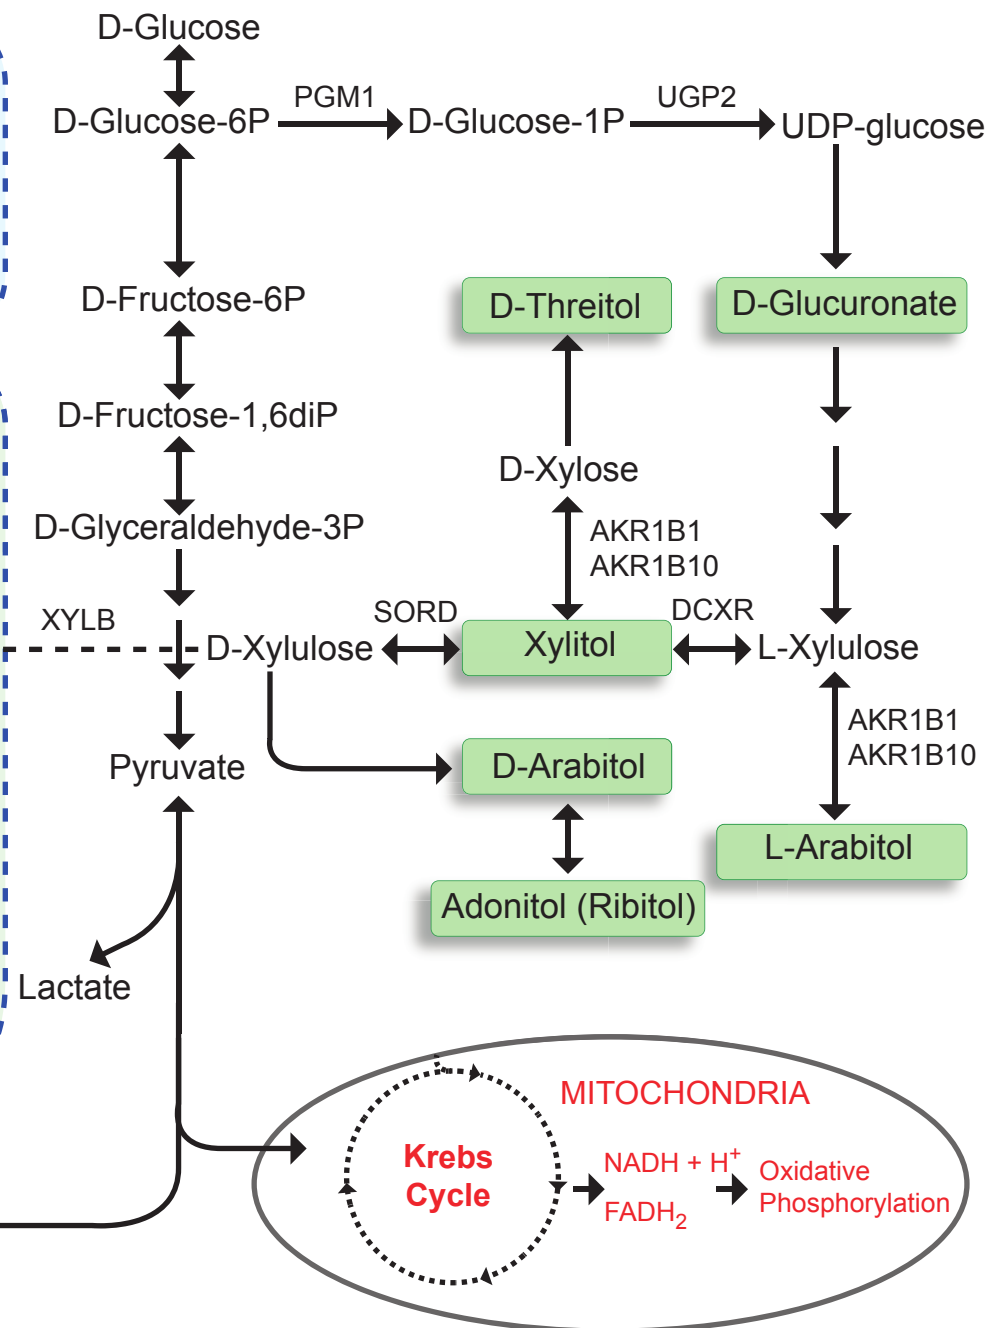 D-Glucose
D-Glucose-6P
PGM1
D-Glucose-1P
UGP2
UDP-glucose
D-Fructose-6P
D-Threitol
D-Glucuronate
D-Fructose-1,6diP
D-Xylose
D-Glyceraldehyde-3P
AKR1B1
AKR1B10
XYLB
SORD
DCXR
D-Xylulose
Xylitol
L-Xylulose
AKR1B1
AKR1B10
Pyruvate
D-Arabitol
L-Arabitol
Adonitol (Ribitol)
Lactate
MITOCHONDRIA
Krebs
Cycle
NADH + H⁺
FADH₂
Oxidative
Phosphorylation